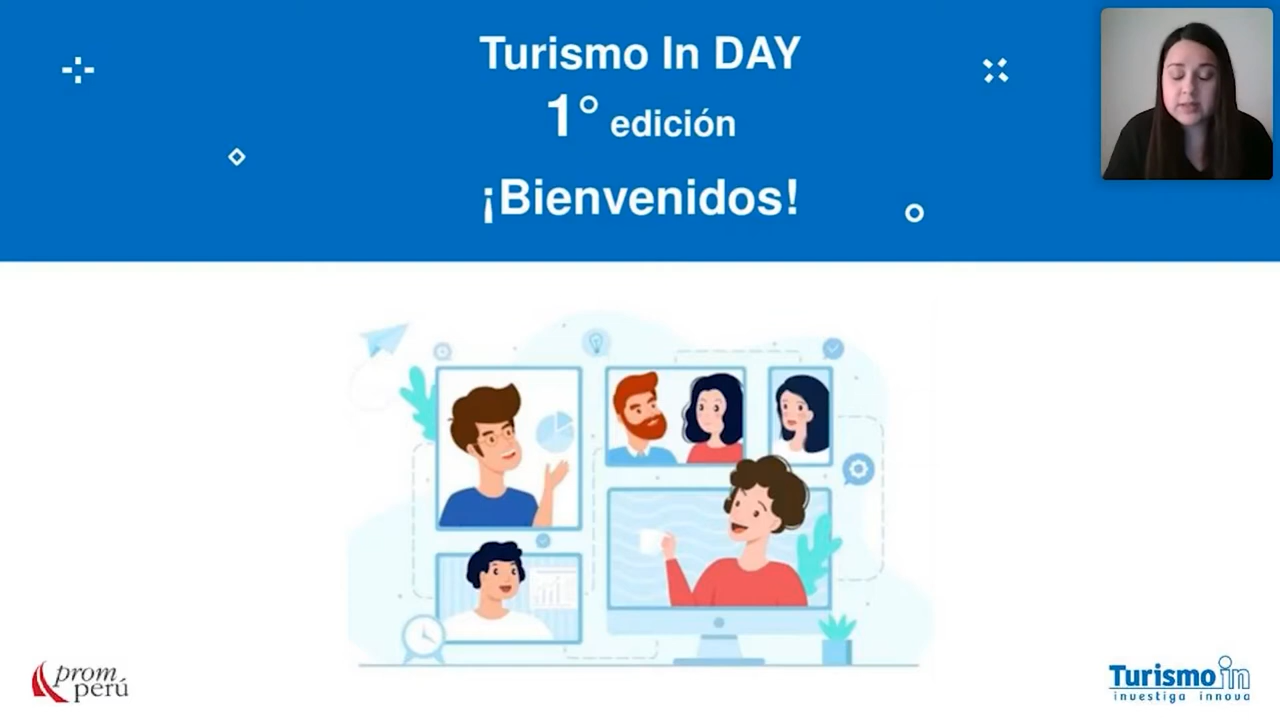 Turismo In DAY
1° edición
¡Bienvenidos!
prom
perú
Turismo in
investiga innova